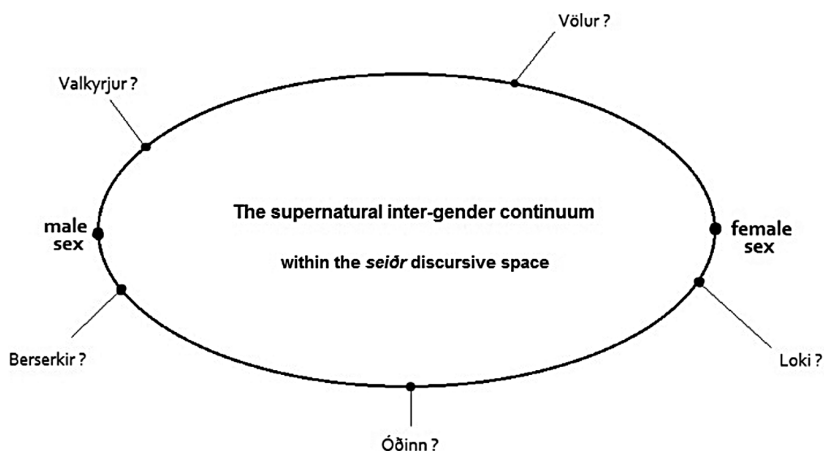 Völur ?
Valkyrjur ?
The supernatural inter-gender continuum
male
sex
female
sex
within the seiðr discursive space
Berserkir ?
Loki ?
Óðinn ?